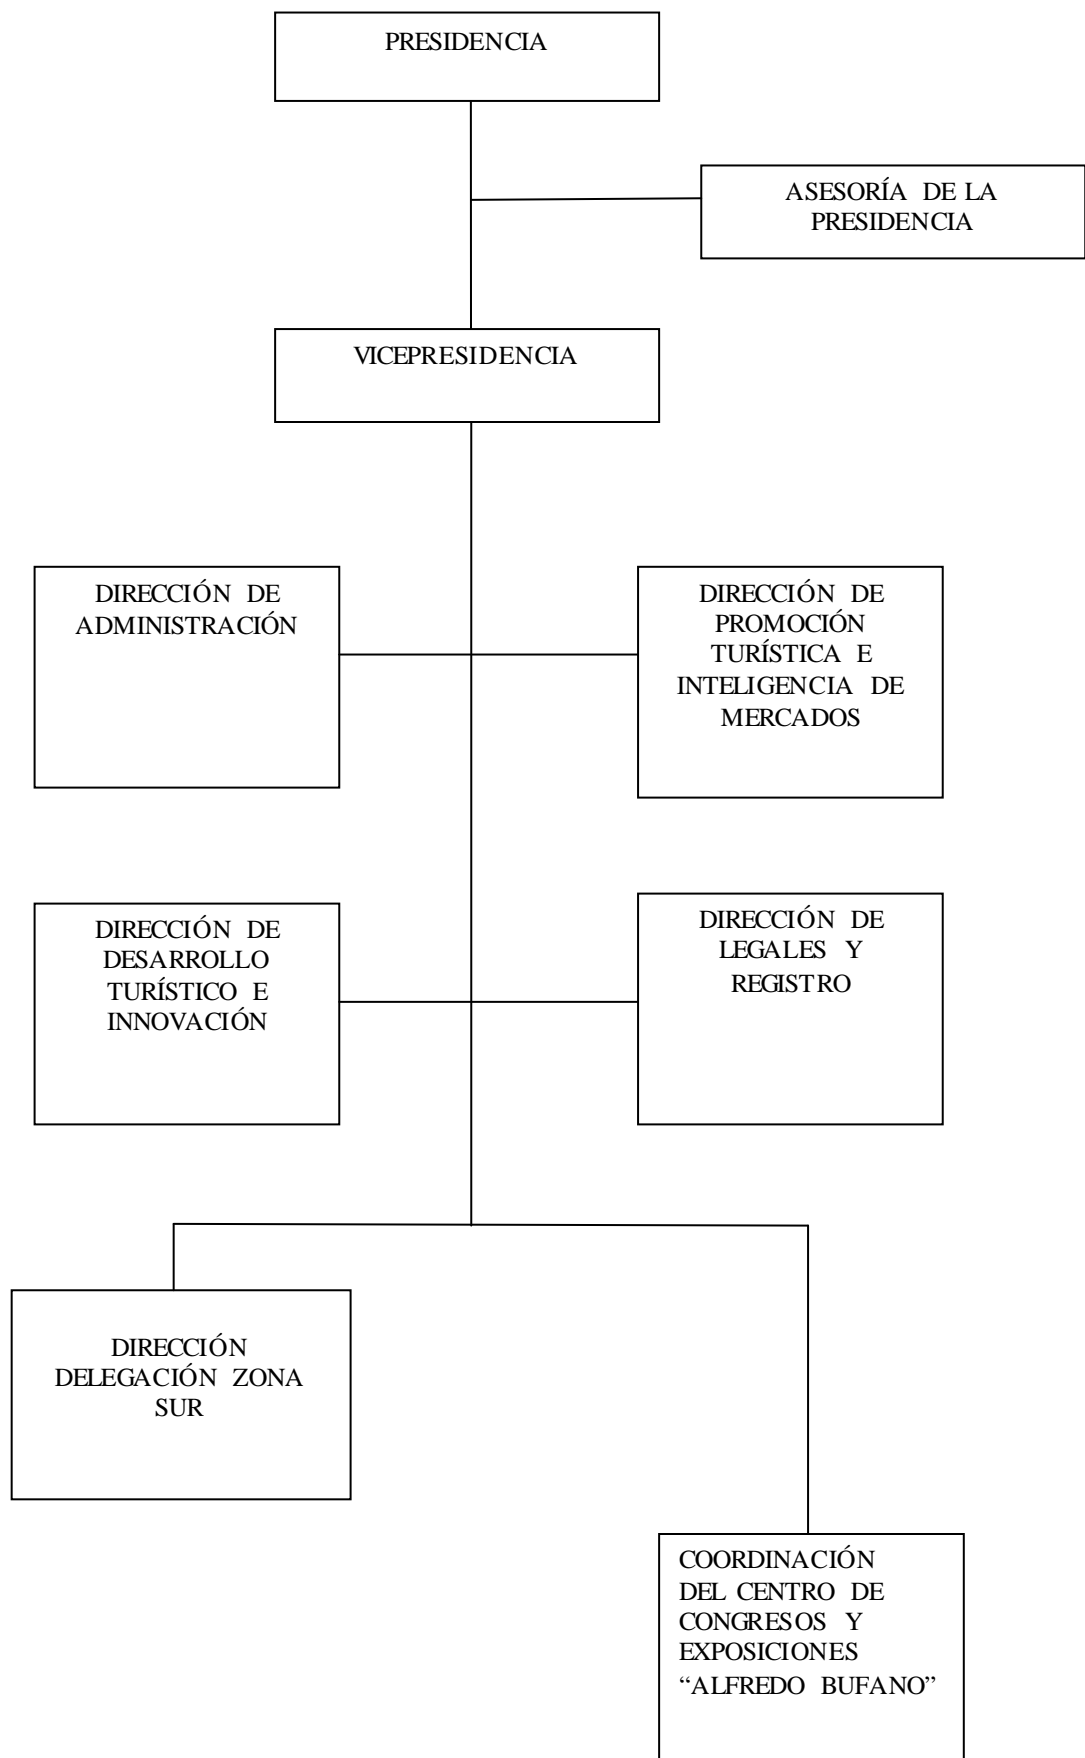 PRESIDENCIA
ASESORÍA DE LA
PRESIDENCIA
VICEPRESIDENCIA
DIRECCIÓN DE
ADMINISTRACIÓN
DIRECCIÓN DE
PROMOCIÓN
TURÍSTICA E
INTELIGENCIA DE
MERCADOS
DIRECCIÓN DE
DESARROLLO
TURÍSTICO E
INNOVACIÓN
DIRECCIÓN DE
LEGALES Y
REGISTRO
DIRECCIÓN
DELEGACIÓN ZONA
SUR
COORDINACIÓN
DEL CENTRO DE
CONGRESOS Y
EXPOSICIONES
“ALFREDO BUFANO”